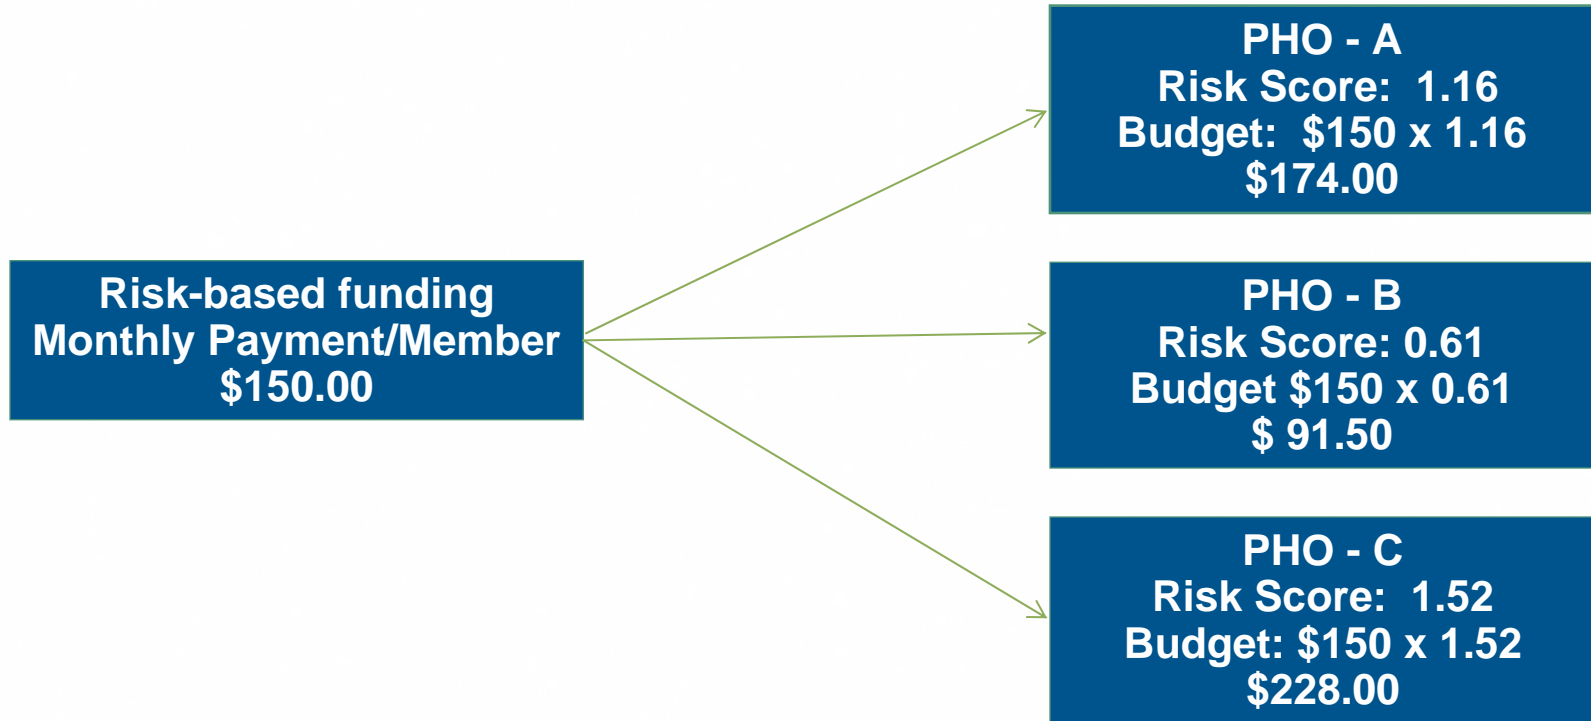 Risk-based funding
Monthly Payment/Member
$150.00
PHO - A
Risk Score:  1.16
Budget:  $150 x 1.16
$174.00
PHO - B
Risk Score: 0.61
Budget $150 x 0.61
$ 91.50
PHO - C
Risk Score:  1.52
Budget: $150 x 1.52
$228.00